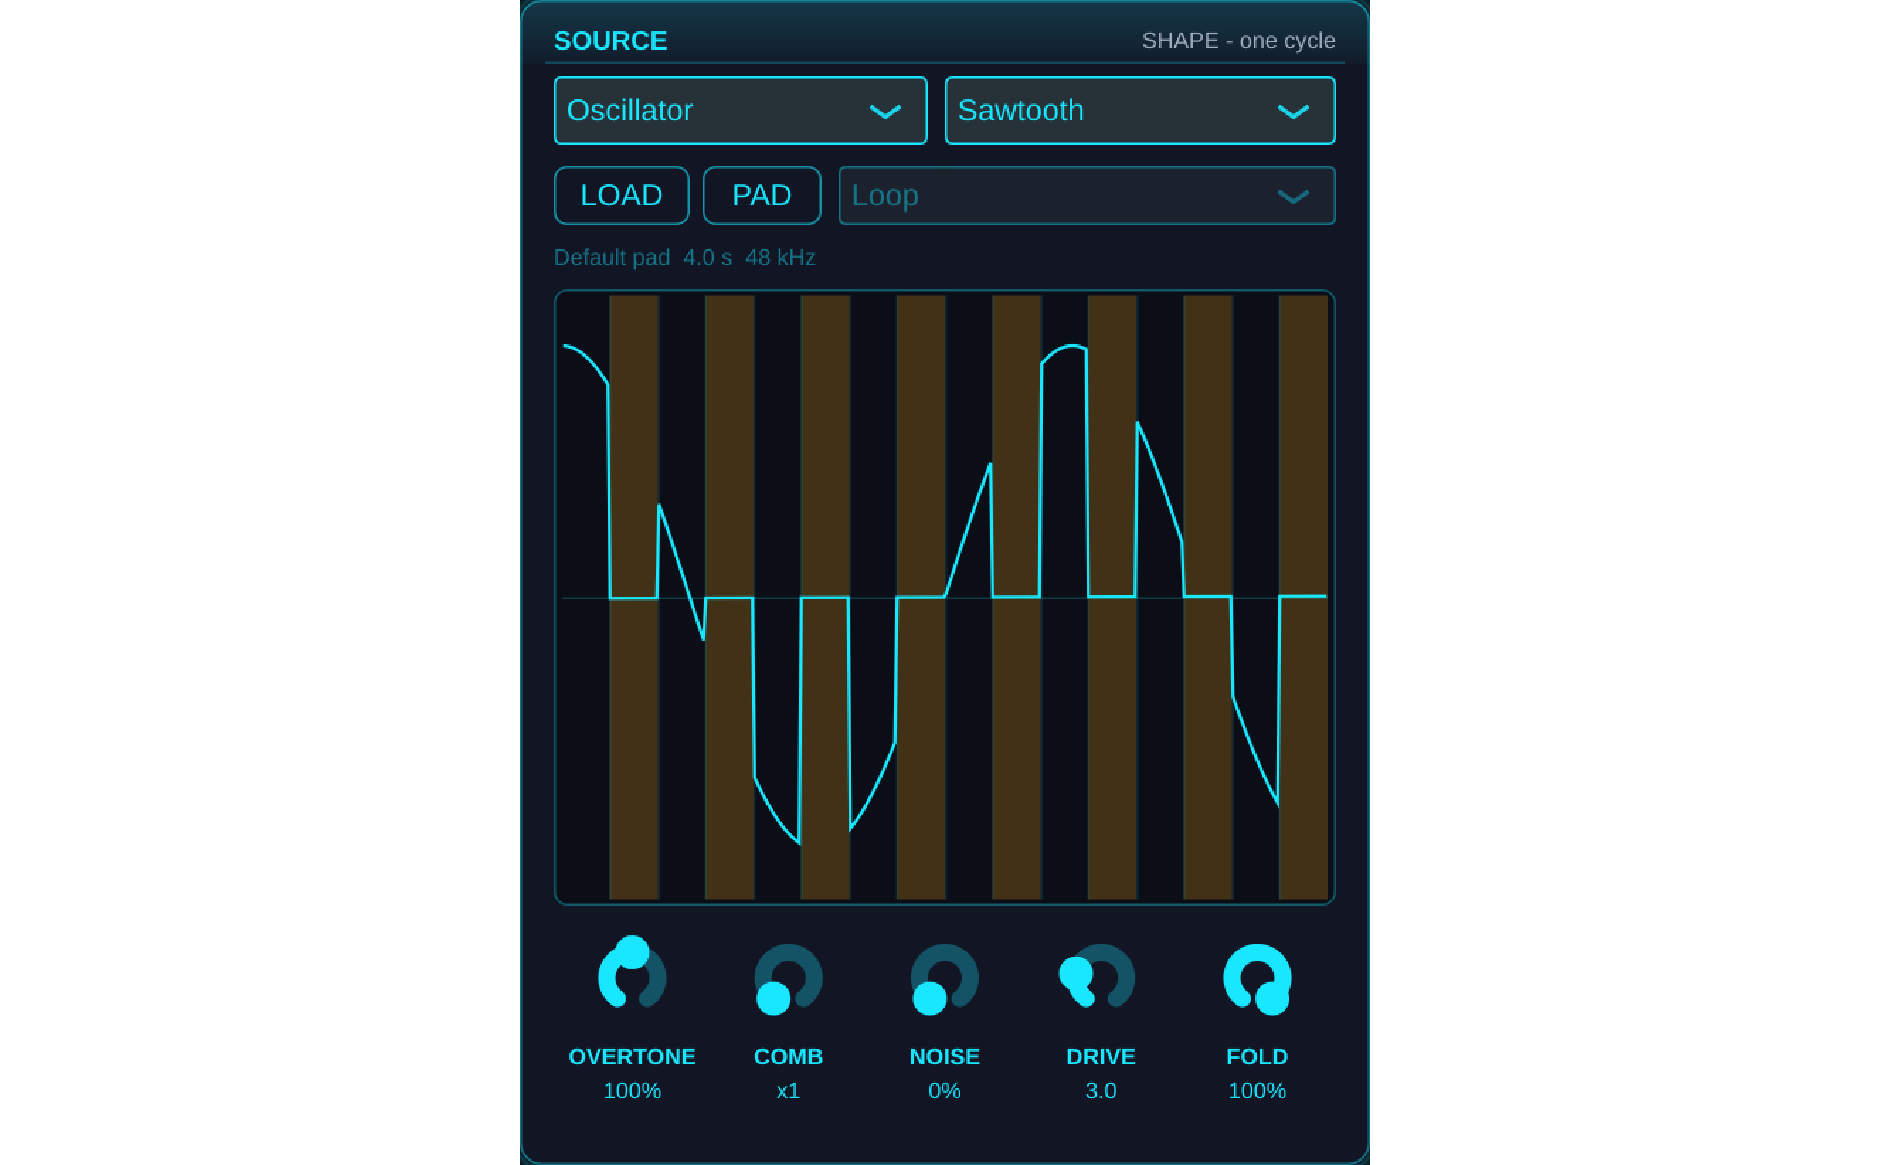 SOURCE
SHAPE - one cycle
Oscillator
Sawtooth
LOAD
PAD
Loop
Default pad 4.0 s 48 kHz
OVERTONE
COMB
NOISE
DRIVE
FOLD
100%
x1
0%
3.0
100%